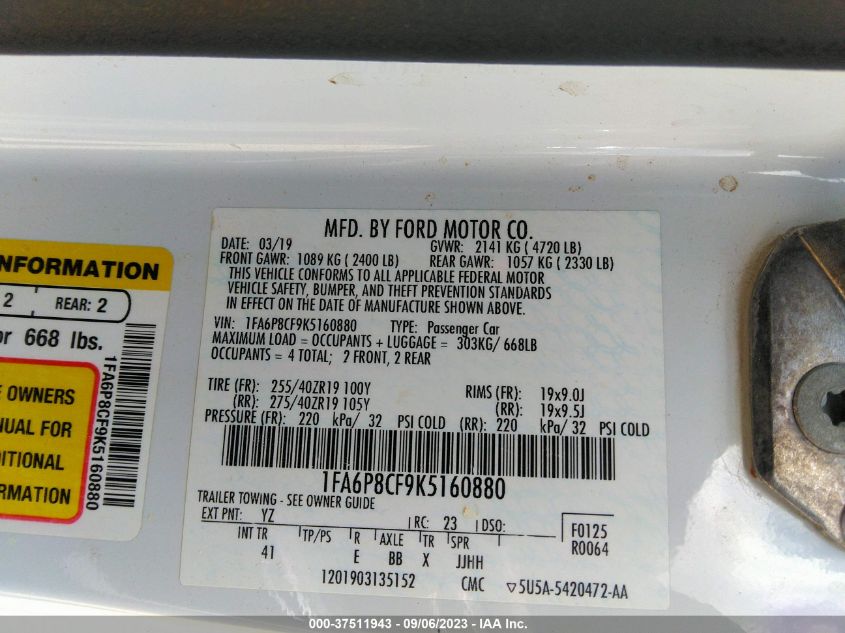 NFORMATION
2 REAR: 2
or 668 lbs.
OWNERS
NUAL FOR
ITIONAL
RMATION
1FA6P8CF9K5160880
MFD. BY FORD MOTOR CO.
DATE: 03/19 GVWR: 2141 KG ( 4720 LB)
FRONT GAWR: 1089 KG ( 2400 LB) REAR GAWR: 1057 KG ( 2330 LB)
THIS VEHICLE CONFORMS TO ALL APPLICABLE FEDERAL MOTOR
VEHICLE SAFETY, BUMPER, AND THEFT PREVENTION STANDARDS
IN EFFECT ON THE DATE OF MANUFACTURE SHOWN ABOVE.
VIN: 1FA6P8CF9K5160880 TYPE: Passenger Car
MAXIMUM LOAD = OCCUPANTS + LUGGAGE = 303KG/ 668LB
OCCUPANTS = 4 TOTAL; 2 FRONT, 2 REAR
TIRE (FR): 255/40ZR19 100Y RIMS (FR): 19x9.0J
(RR): 275/40ZR19 105Y (RR): 19x9.5J
PRESSURE (FR): 220 kPa/ 32 PSI COLD (RR): 220 kPa/ 32 PSI COLD
1FA6P8CF9K5160880
TRAILER TOWING - SEE OWNER GUIDE
EXT PNT: YZ RC: 23 DSO: F0125
INT TR TP/PS R AXLE TR SPR R0064
41 E BB X JJHH
1201903135152 CMC ▽5U5A-5420472-AA
000-37511943 - 09/06/2023 - IAA Inc.